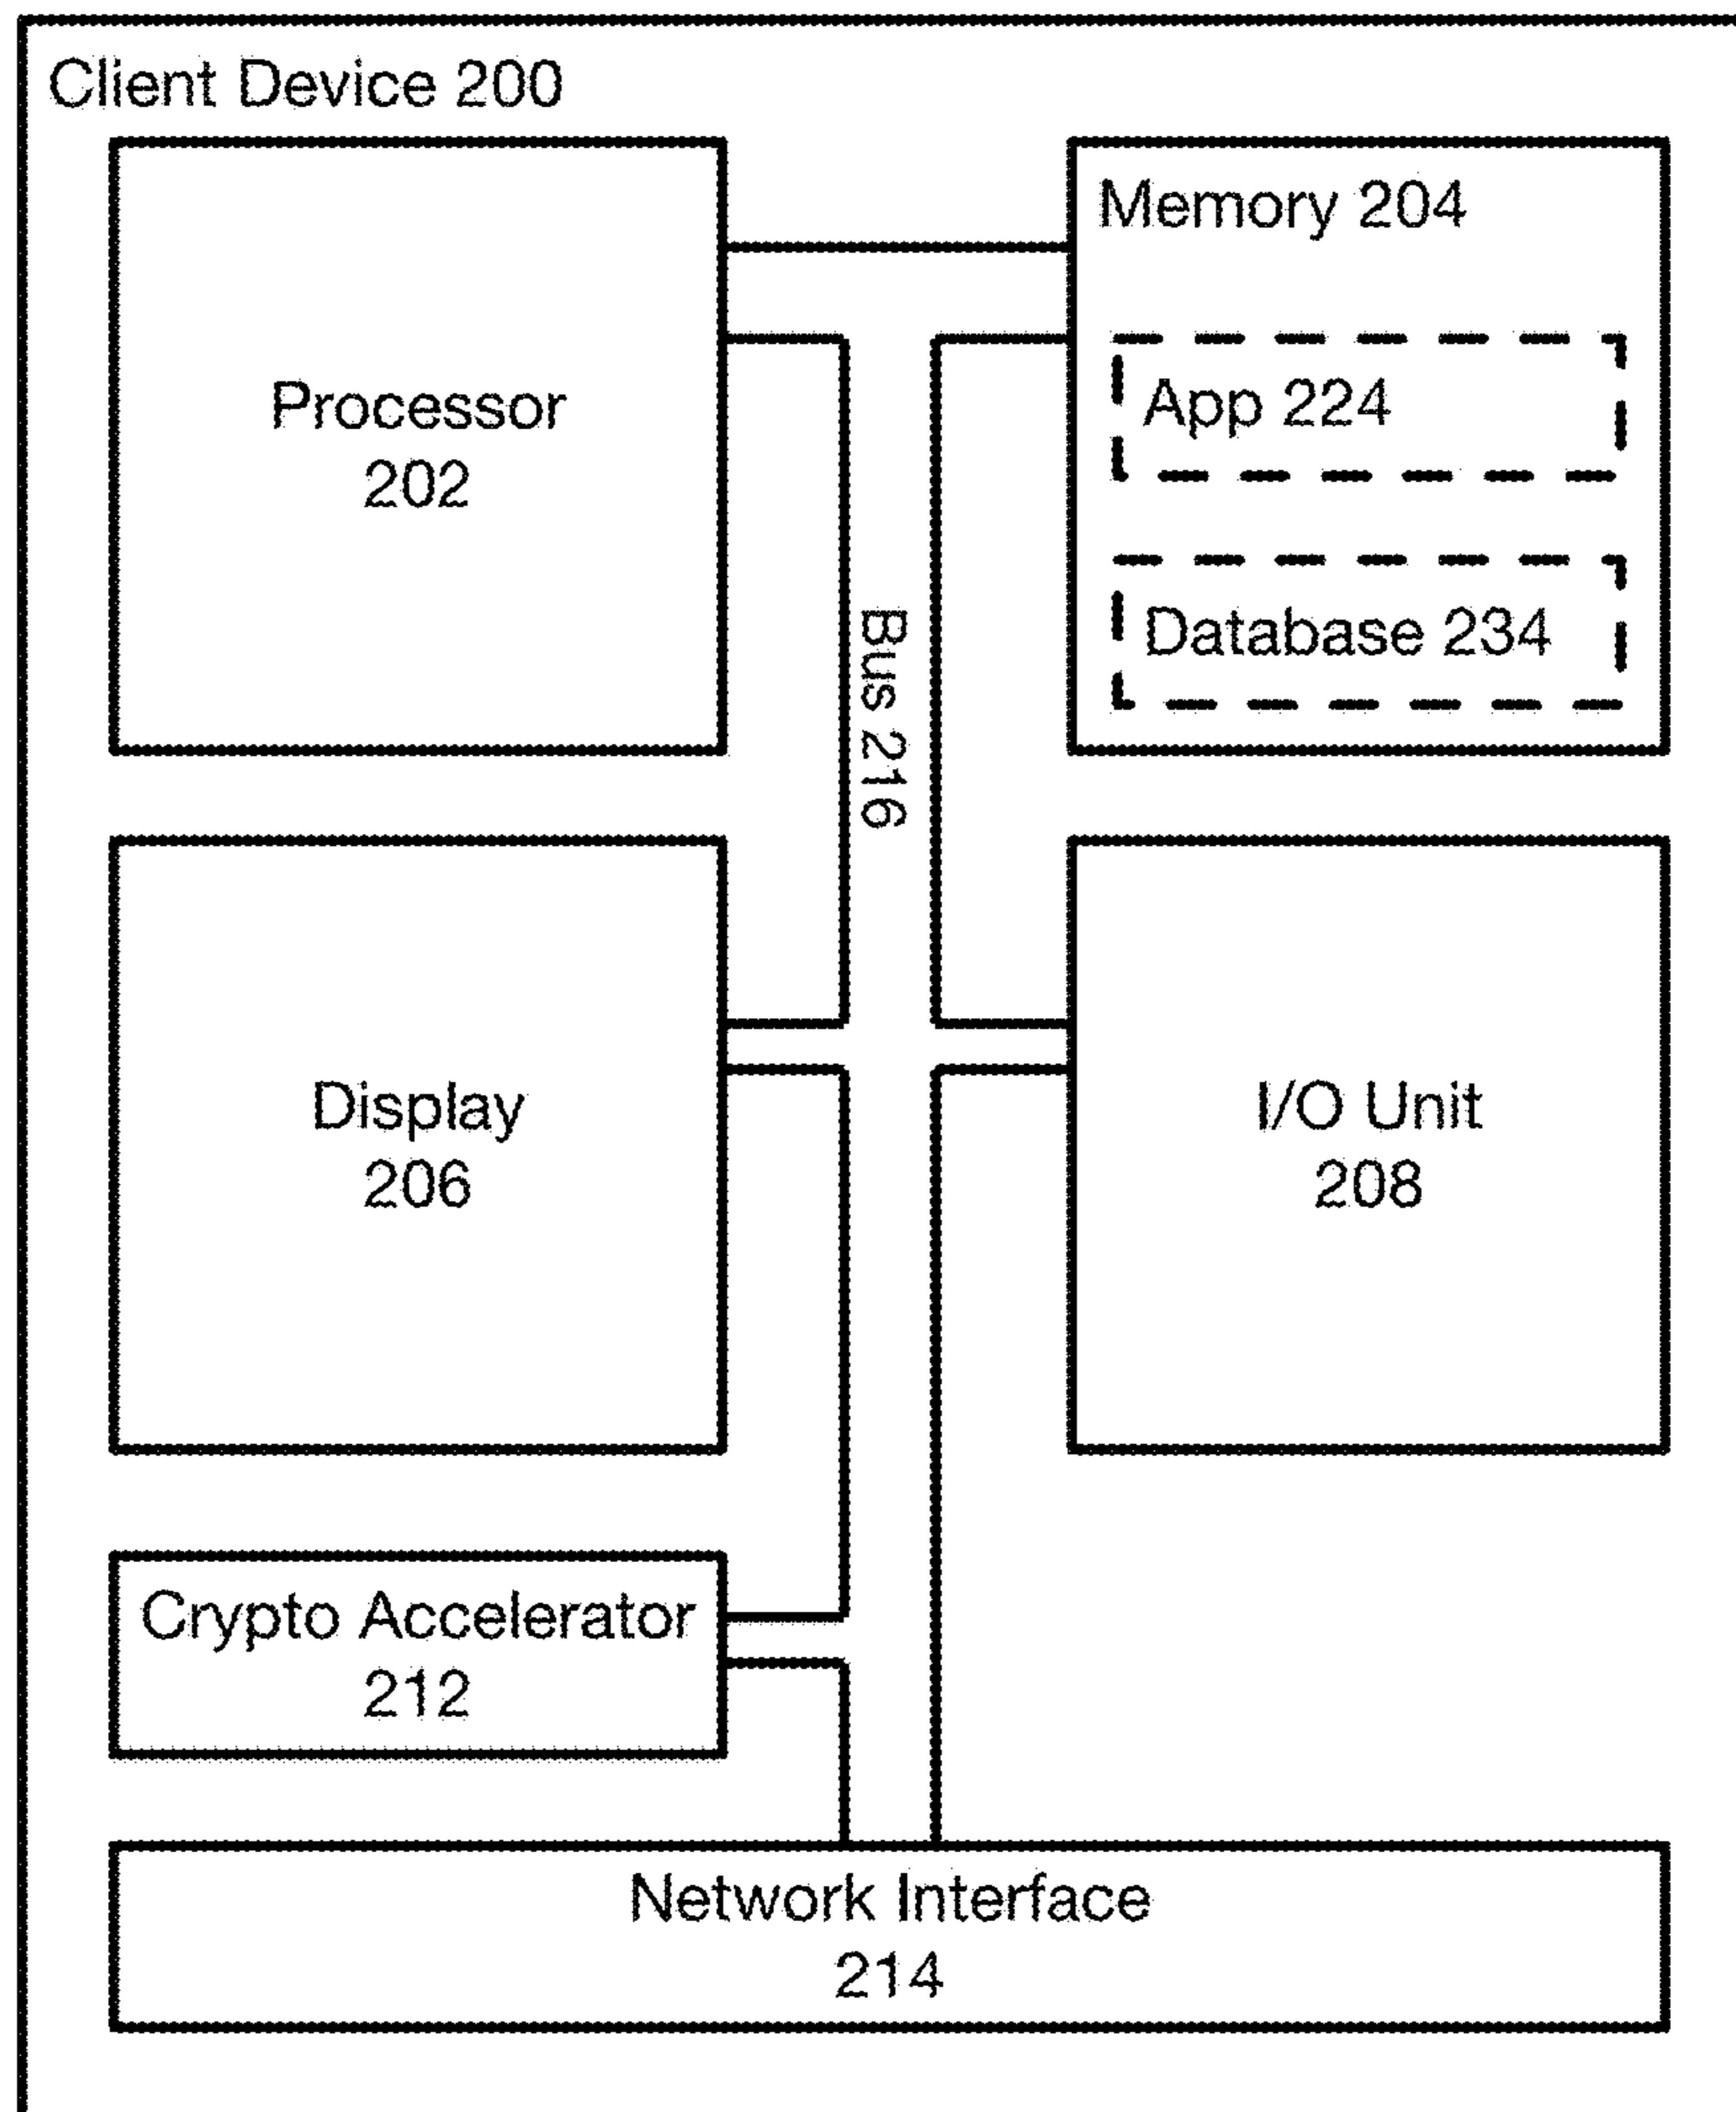 Client Device 200
Processor
202
Memory 204
App 224
Database 234
Bus 216
Display
206
I/O Unit
208
Crypto Accelerator
212
Network Interface
214